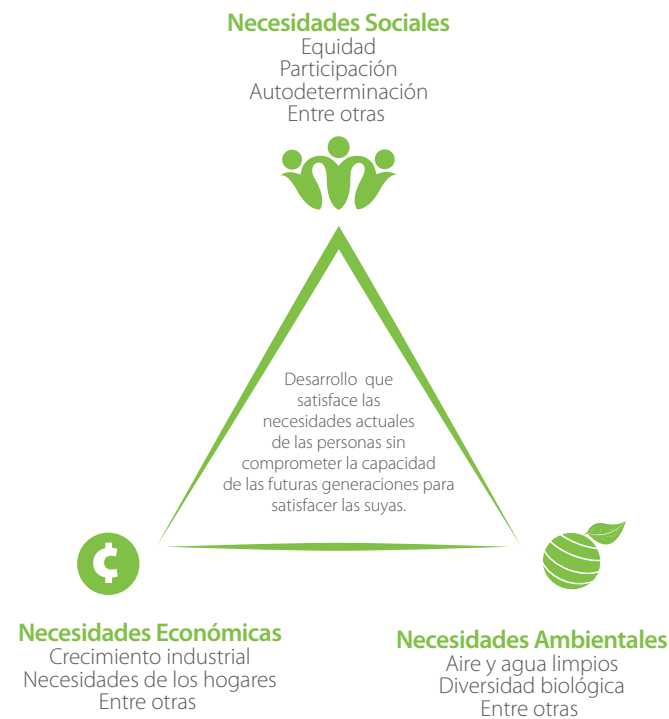 Necesidades Sociales
Equidad
Participación
Autodeterminación
Entre otras
Desarrollo que
satisface las
necesidades actuales
de las personas sin
comprometer la capacidad
de las futuras generaciones para
satisfacer las suyas.
¢
Necesidades Económicas
Crecimiento industrial
Necesidades de los hogares
Entre otras
Necesidades Ambientales
Aire y agua limpios
Diversidad biológica
Entre otras